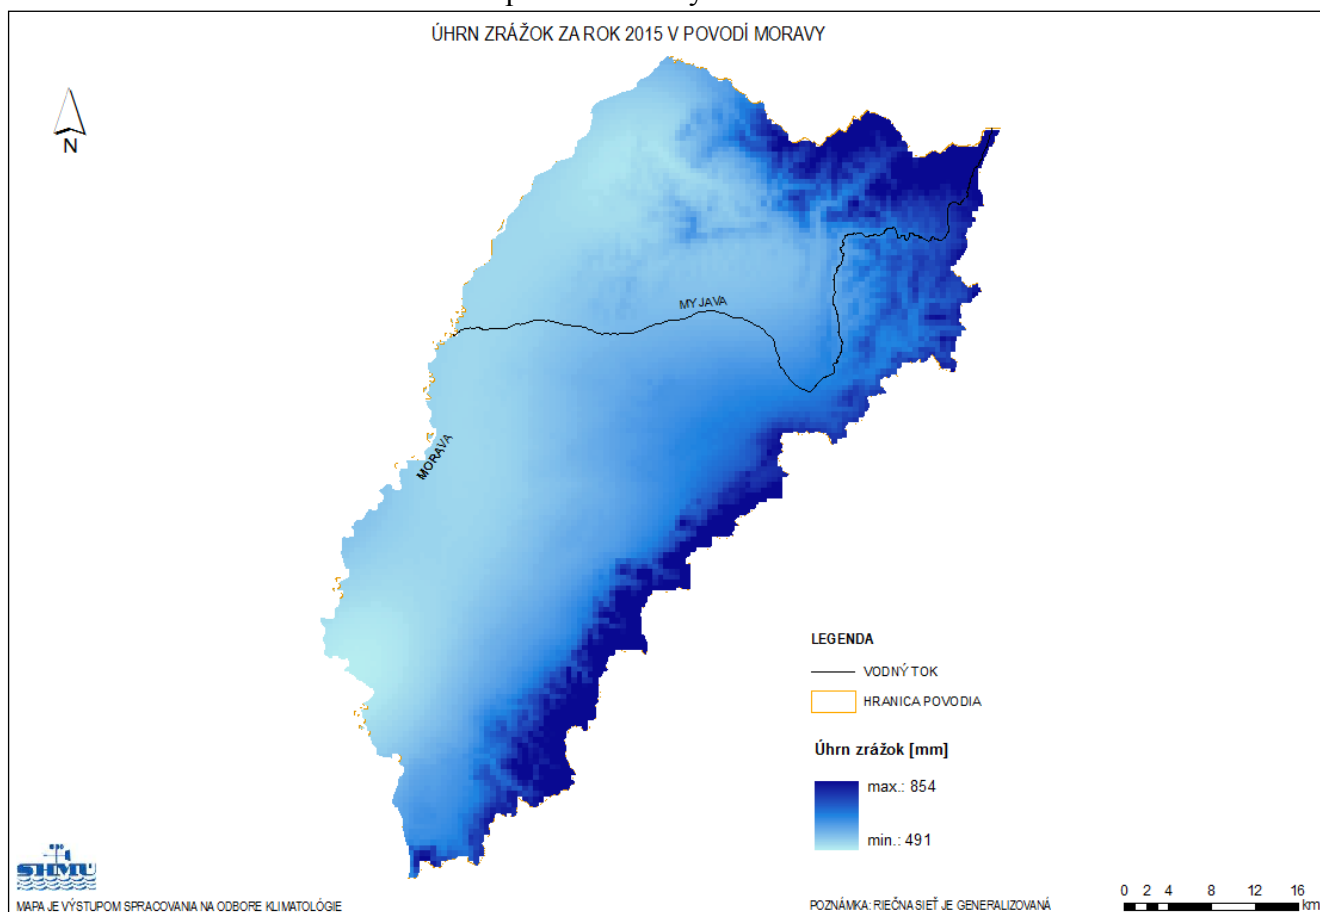 ÚHRN ZRÁŽOK ZA ROK 2015 V POVODÍ MORAVY
N
MYJAVA
MORAVA
LEGENDA
VODNÝ TOK
HRANICA POVODIA
Úhrn zrážok [mm]
max.: 854
min.: 491
SHMÚ
MAPA JE VÝSTUPOM SPRACOVANIA NA ODBORE KLIMATOLÓGIE
POZNÁMKA: RIEČNA SIEŤ JE GENERALIZOVANÁ
0 2 4 8 12 16
km